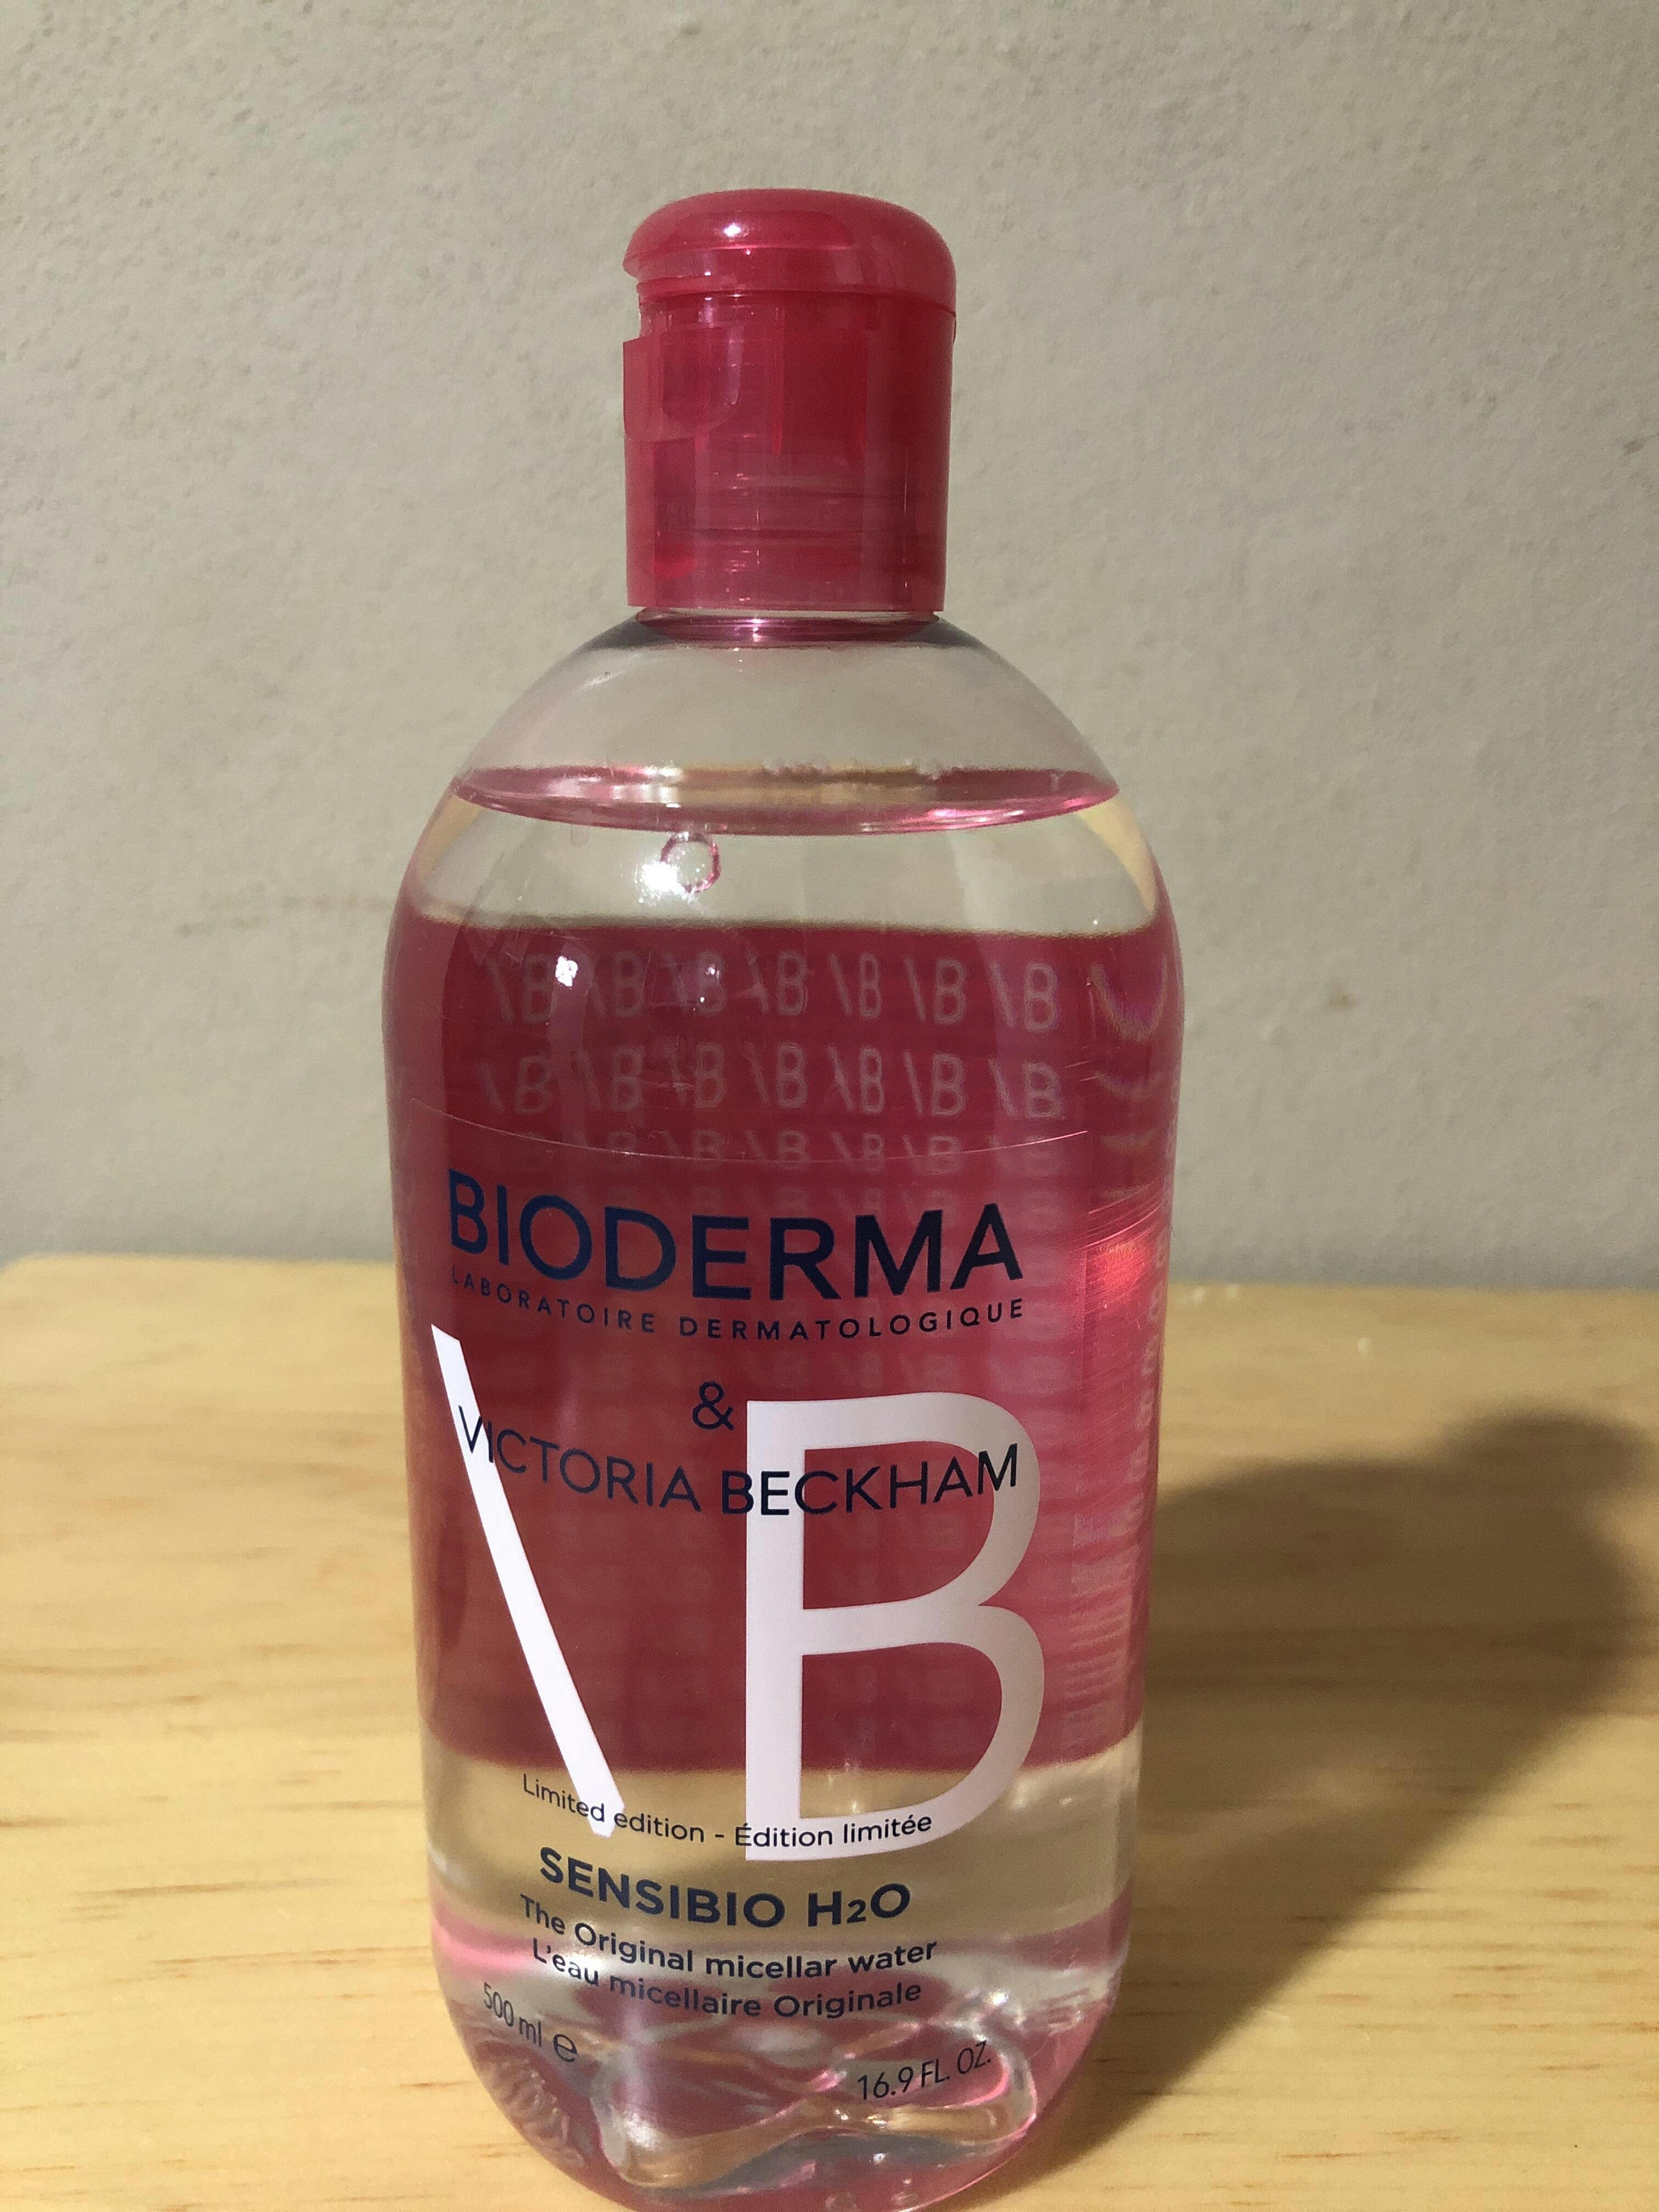 \B \B \B \B \B \B \B
\B \B \B \B \B \B \B
\B \B \B \B \B \B \B
BIODERMA
LABORATOIRE DERMATOLOGIQUE
&
VICTORIA BECKHAM
\B
Limited edition - Édition limitée
SENSIBIO H₂O
The Original micellar water
L'eau micellaire Originale
500 ml ℮
16.9 FL. OZ.